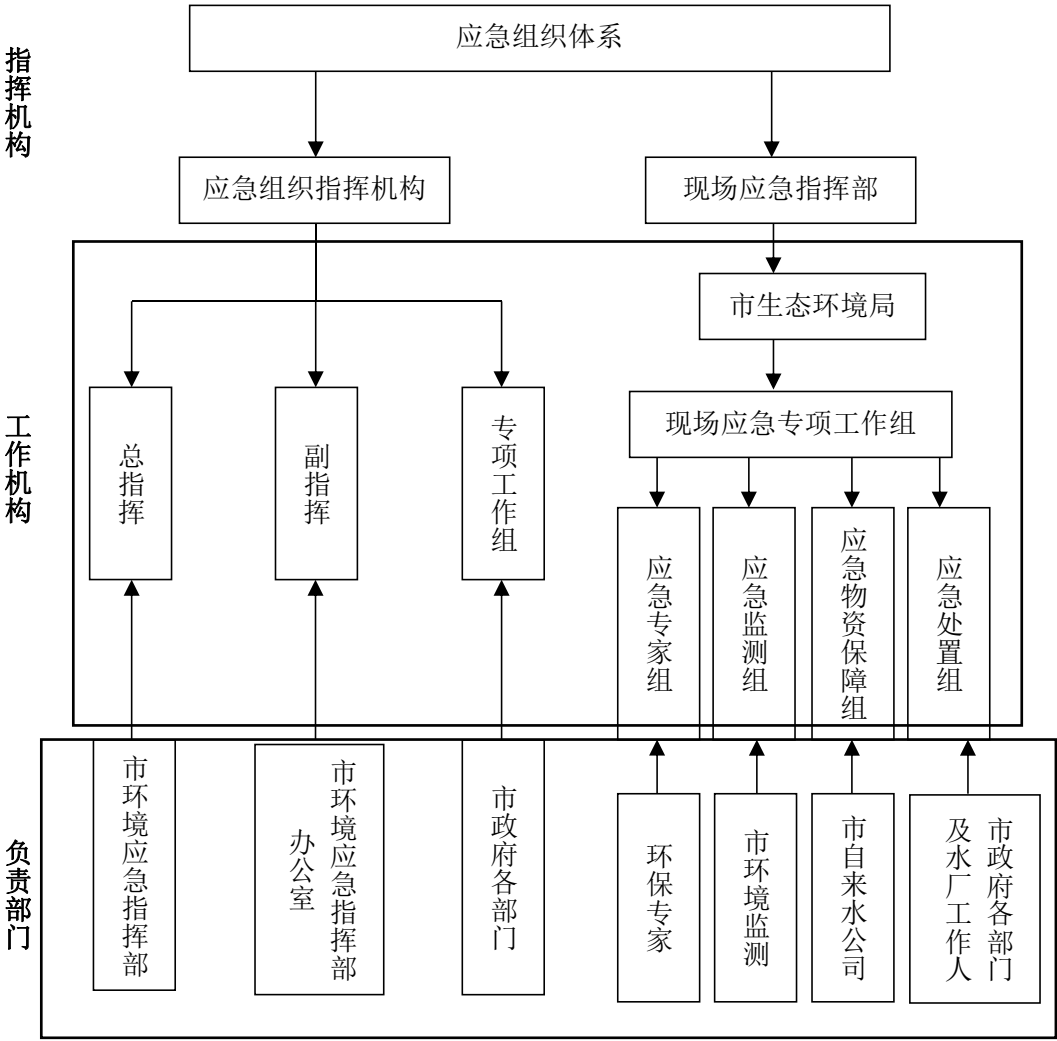 指挥机构
应急组织体系
应急组织指挥机构
现场应急指挥部
工作机构
市生态环境局
现场应急专项工作组
总指挥
副指挥
专项工作组
应急专家组
应急监测组
应急物资保障组
应急处置组
负责部门
市环境应急指挥部
市环境应急指挥部
办公室
市政府各部门
环保专家
市环境监测
市自来水公司
市政府各部门
及水厂工作人